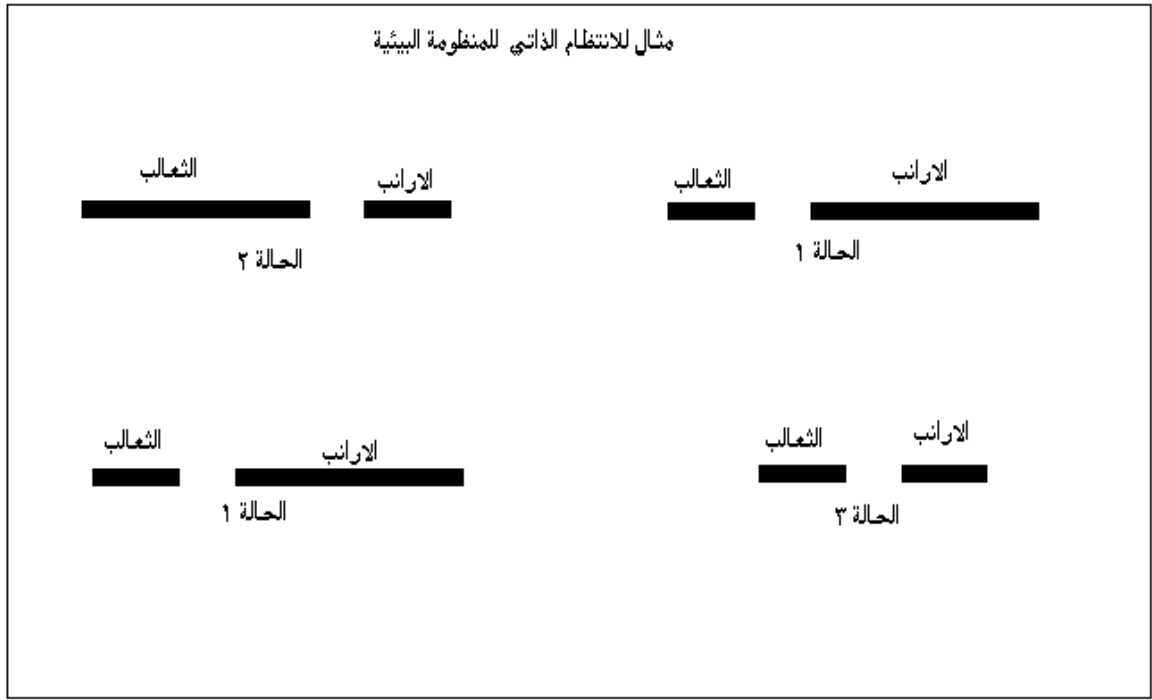 مثال للانتظام الذاتي للمنظومة البيئية
الارانب
الثعالب
الحالة ١
الارانب
الثعالب
الحالة ٢
الارانب
الثعالب
الحالة ٣
الارانب
الثعالب
الحالة ١